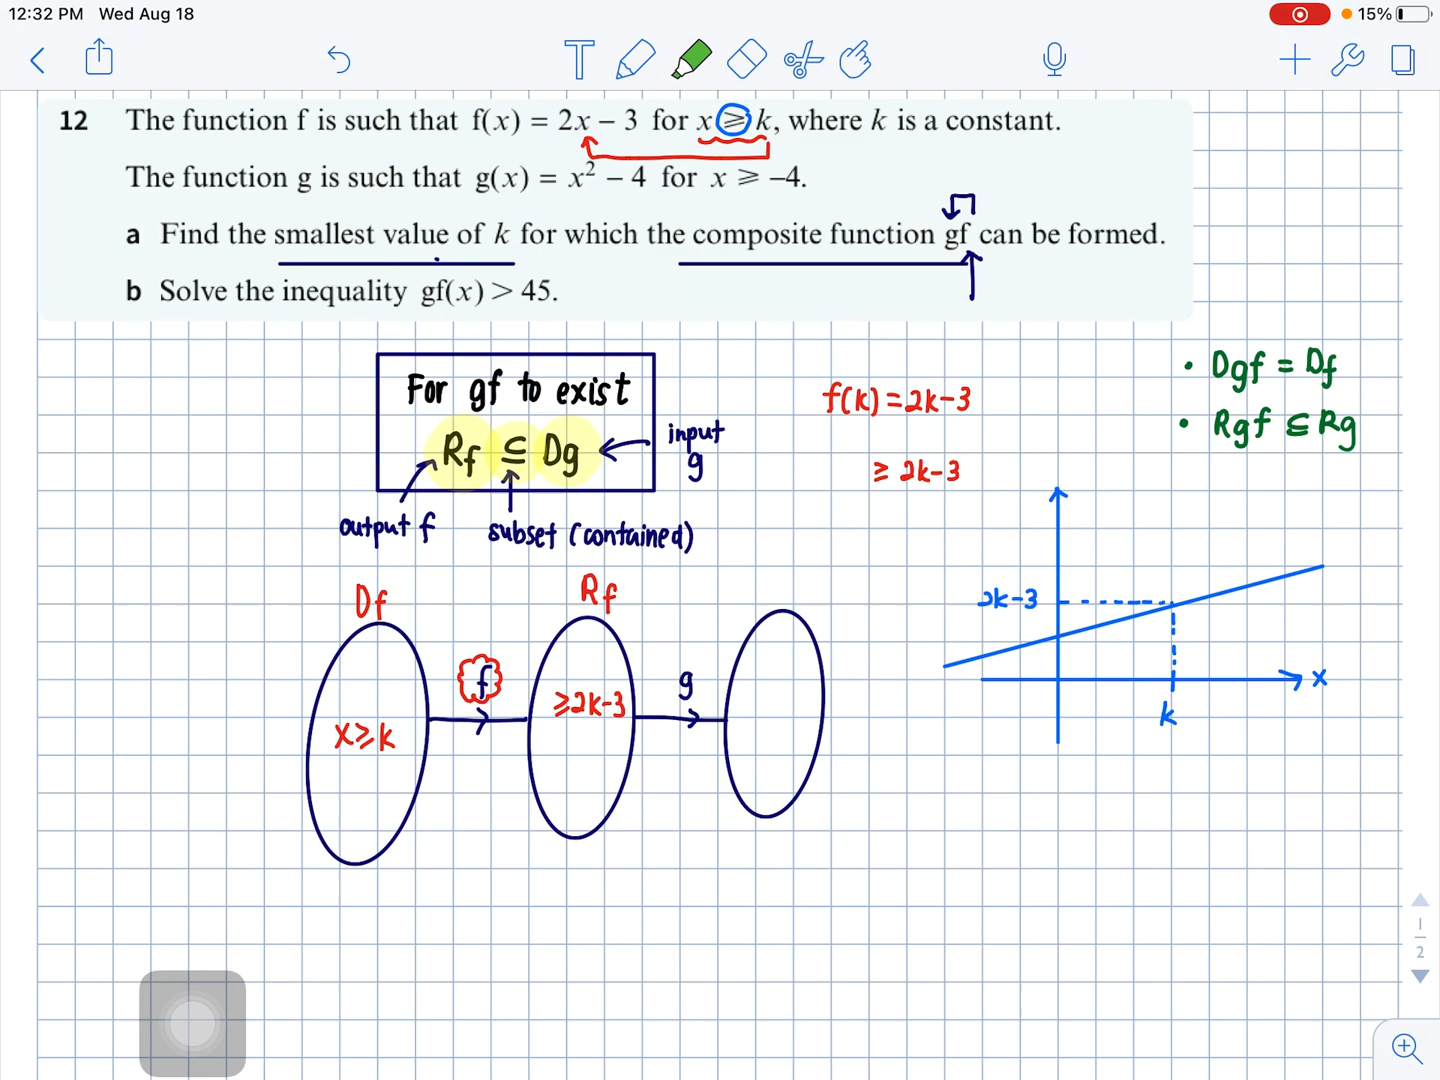 12:32 PM Wed Aug 18
15%
T
12 The function f is such that f(x) = 2x − 3 for x ⩾ k, where k is a constant.
The function g is such that g(x) = x² − 4 for x ⩾ −4.
a Find the smallest value of k for which the composite function gf can be formed.
b Solve the inequality gf(x) > 45.
For gf to exist
Rf ⊆ Dg
input
g
output f
subset (contained)
f(k) = 2k−3
≥ 2k−3
• Dgf = Df
• Rgf ⊆ Rg
Df
Rf
f
g
x ⩾ k
⩾2k−3
2k−3
x
k
1
2